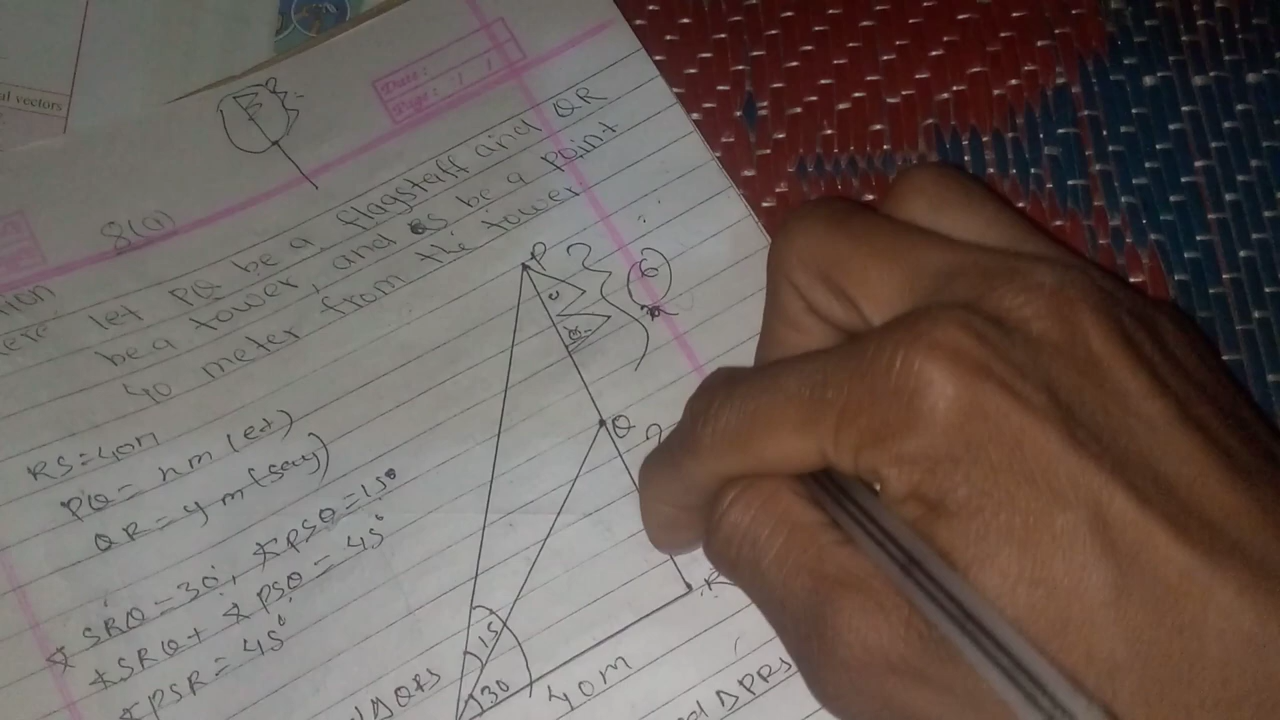 al vectors
Date:
Page:
8(a)
let PQ be a flagstaff and QR
be a tower, and S be a point
40 meter from the tower.
RS=40m
PQ = xm (let)
QR = y m (say)
∡SRQ=30°, ∡PSQ=15°
∡SRQ+ ∡PSQ = 45°
∡PSR=45°
P
?
6
x
Q
?
R
15
30
40m
ΔQRS
ΔPRS